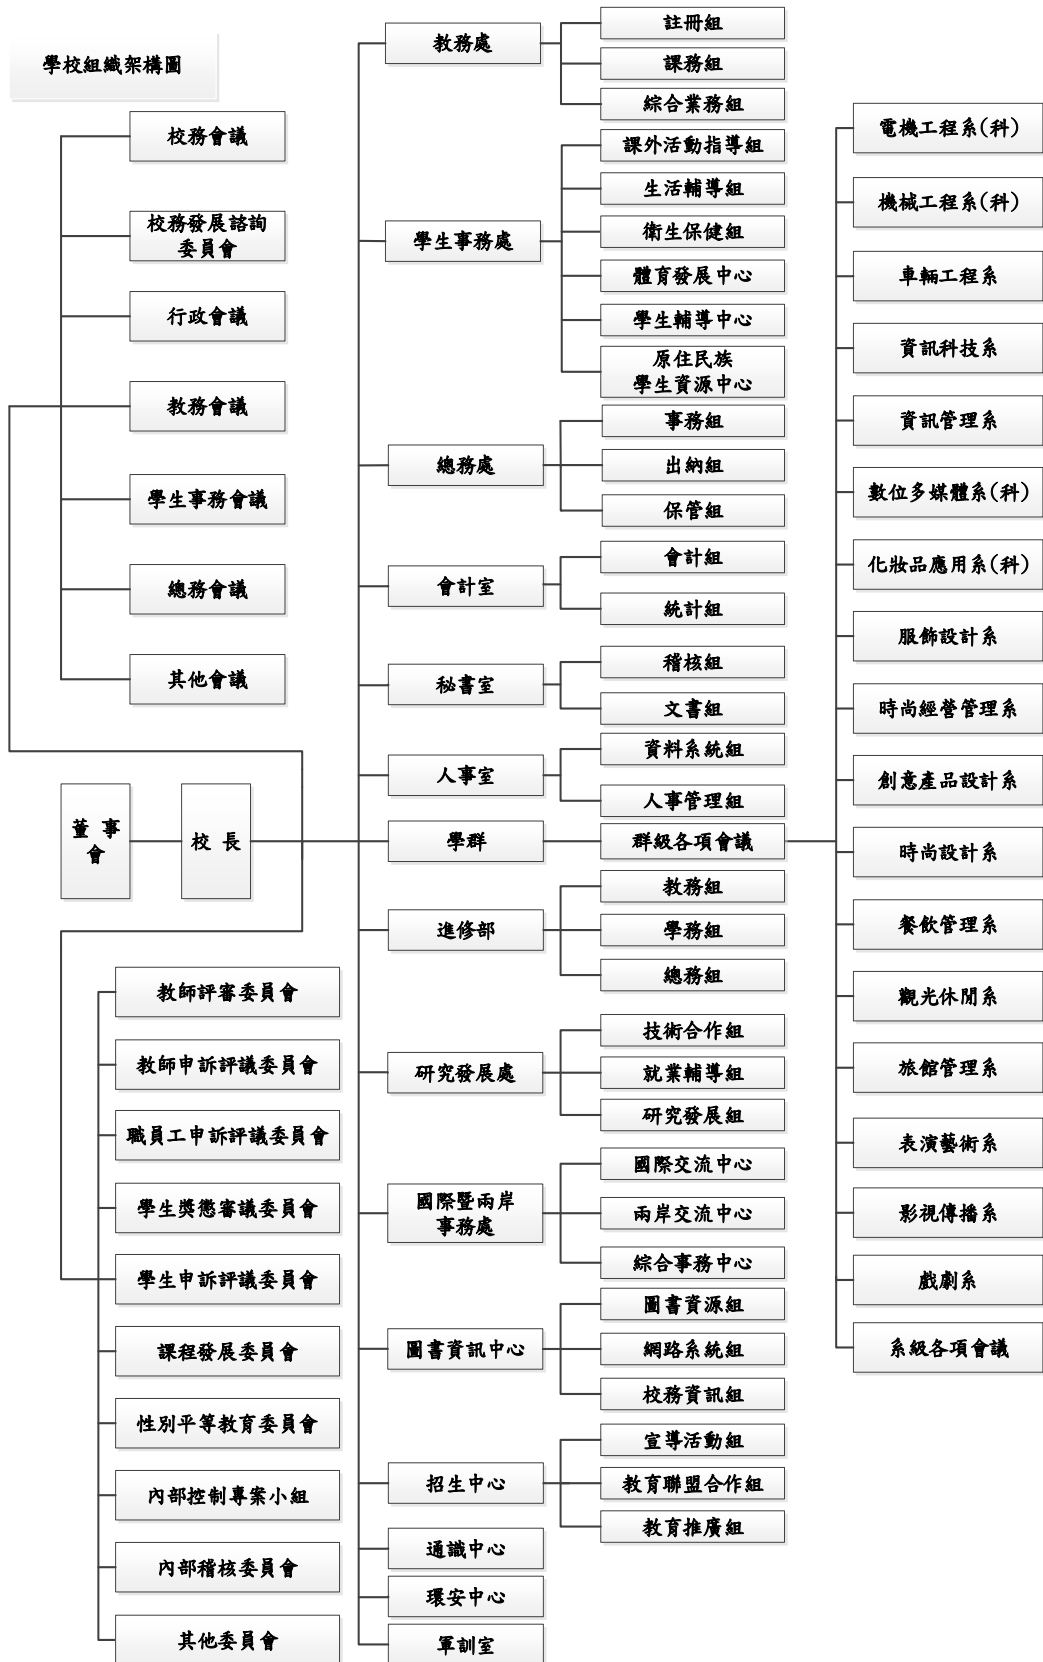 學校組織架構圖
校務會議
校務發展諮詢
委員會
行政會議
教務會議
學生事務會議
總務會議
其他會議
董 事
會
校 長
教師評審委員會
教師申訴評議委員會
職員工申訴評議委員會
學生獎懲審議委員會
學生申訴評議委員會
課程發展委員會
性別平等教育委員會
內部控制專案小組
內部稽核委員會
其他委員會
教務處
註冊組
課務組
綜合業務組
學生事務處
課外活動指導組
生活輔導組
衛生保健組
體育發展中心
學生輔導中心
原住民族
學生資源中心
總務處
事務組
出納組
保管組
會計室
會計組
統計組
秘書室
稽核組
文書組
人事室
資料系統組
人事管理組
學群
群級各項會議
進修部
教務組
學務組
總務組
研究發展處
技術合作組
就業輔導組
研究發展組
國際暨兩岸
事務處
國際交流中心
兩岸交流中心
綜合事務中心
圖書資訊中心
圖書資源組
網路系統組
校務資訊組
招生中心
宣導活動組
教育聯盟合作組
教育推廣組
通識中心
環安中心
軍訓室
電機工程系(科)
機械工程系(科)
車輛工程系
資訊科技系
資訊管理系
數位多媒體系(科)
化妝品應用系(科)
服飾設計系
時尚經營管理系
創意產品設計系
時尚設計系
餐飲管理系
觀光休閒系
旅館管理系
表演藝術系
影視傳播系
戲劇系
系級各項會議